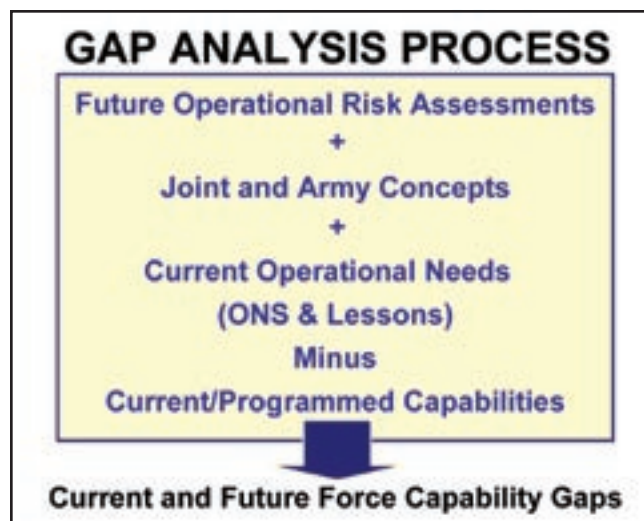 GAP ANALYSIS PROCESS
Future Operational Risk Assessments
+
Joint and Army Concepts
+
Current Operational Needs
(ONS & Lessons)
Minus
Current/Programmed Capabilities
Current and Future Force Capability Gaps